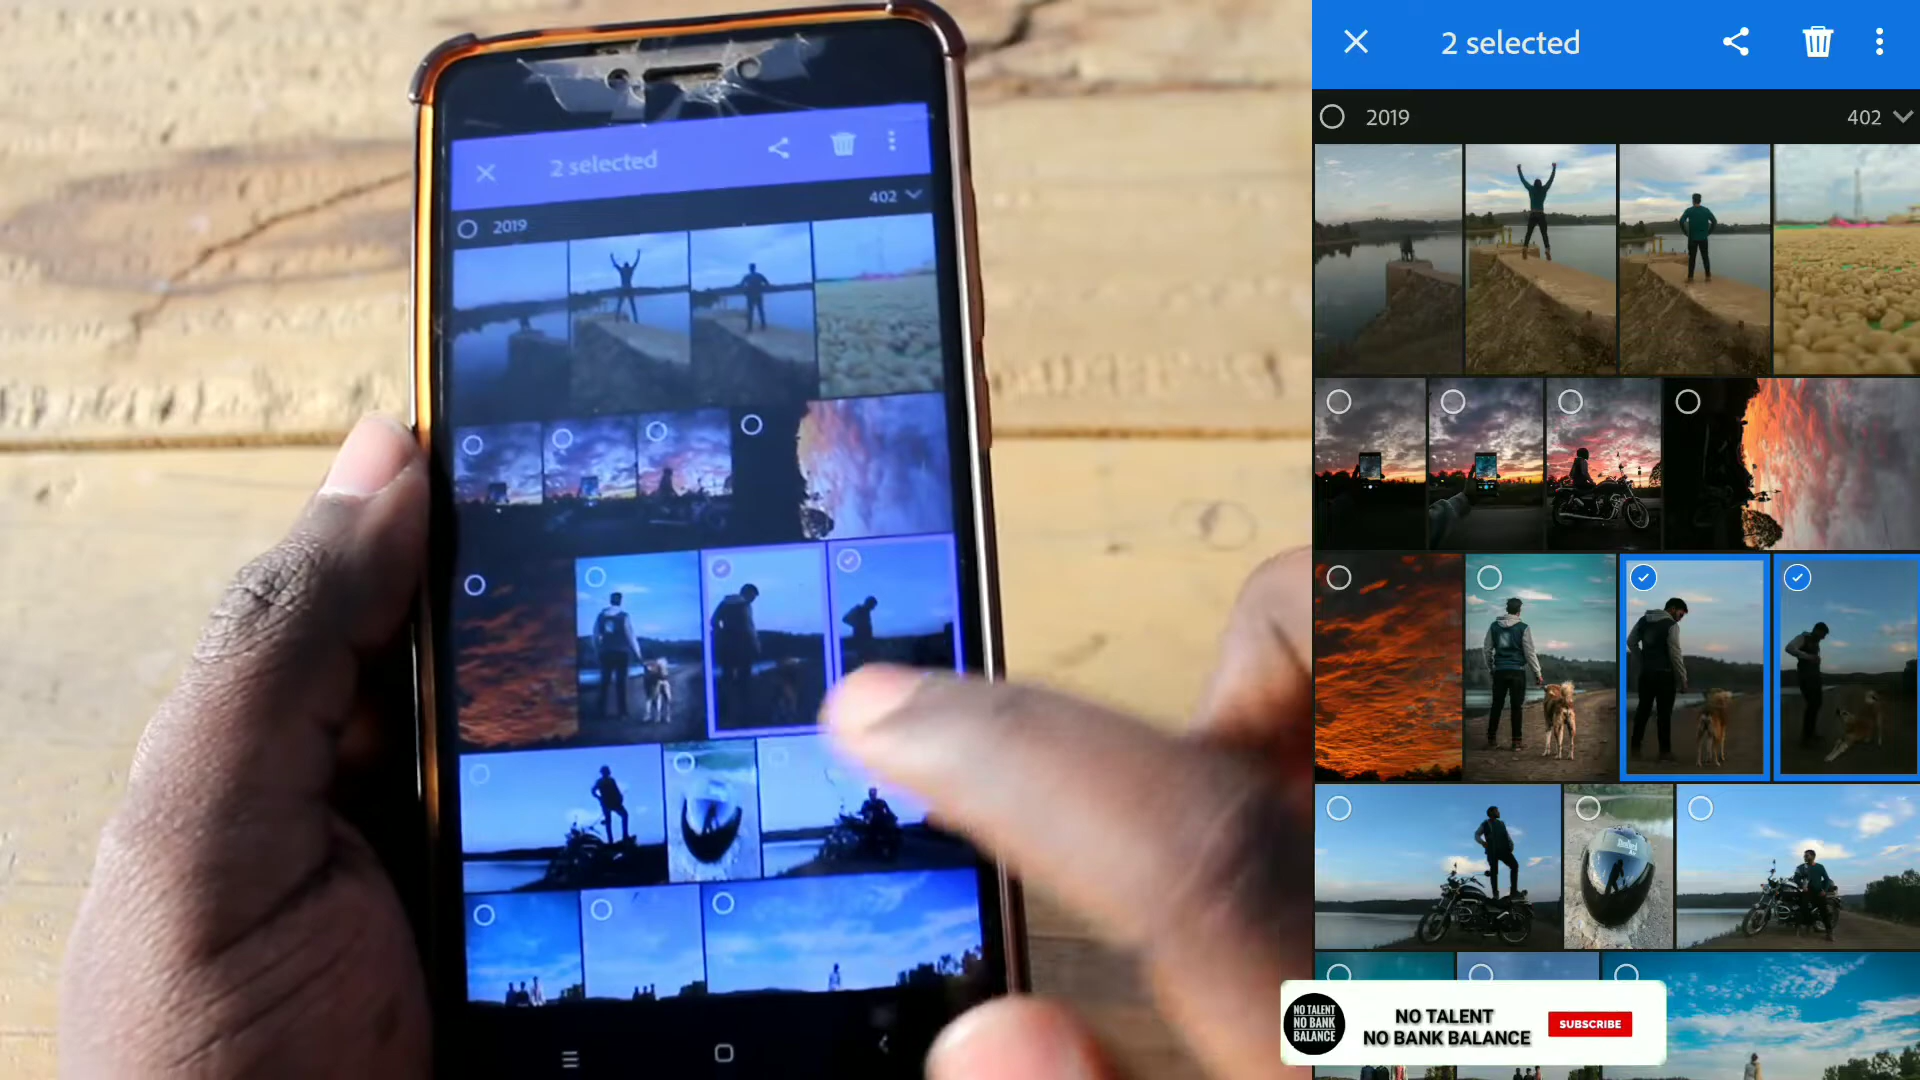 2 selected
2019
402
2 selected
2019
402
NO TALENT
NO BANK
BALANCE
NO TALENT
NO BANK BALANCE
SUBSCRIBE